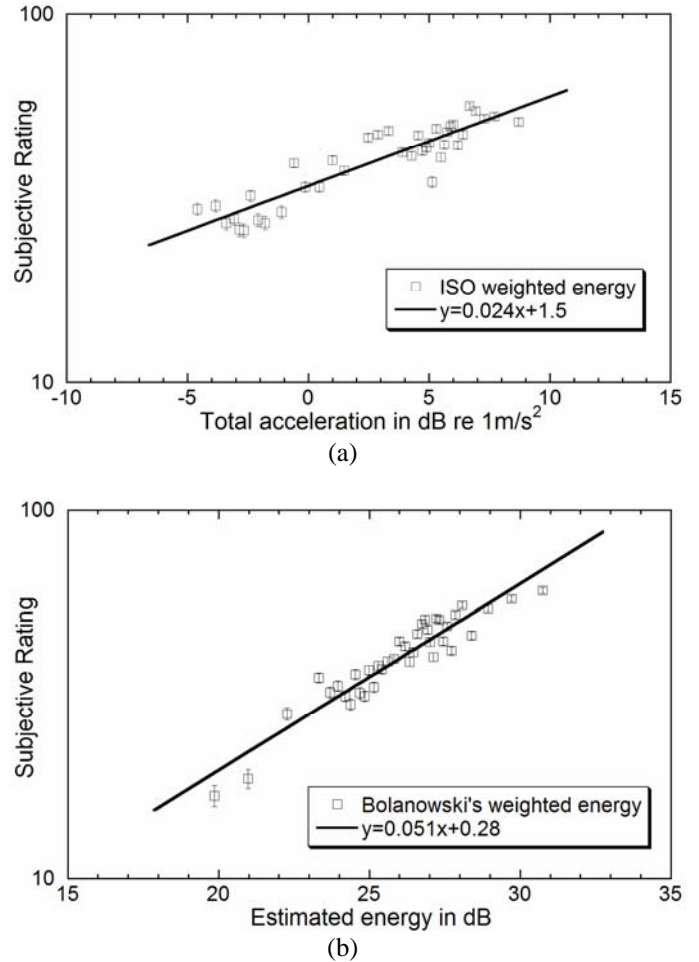 100
Subjective Rating
ISO weighted energy
y=0.024x+1.5
10
-10 -5 0 5 10 15
Total acceleration in dB re 1m/s²
(a)
100
Subjective Rating
Bolanowski's weighted energy
y=0.051x+0.28
10
15 20 25 30 35
Estimated energy in dB
(b)